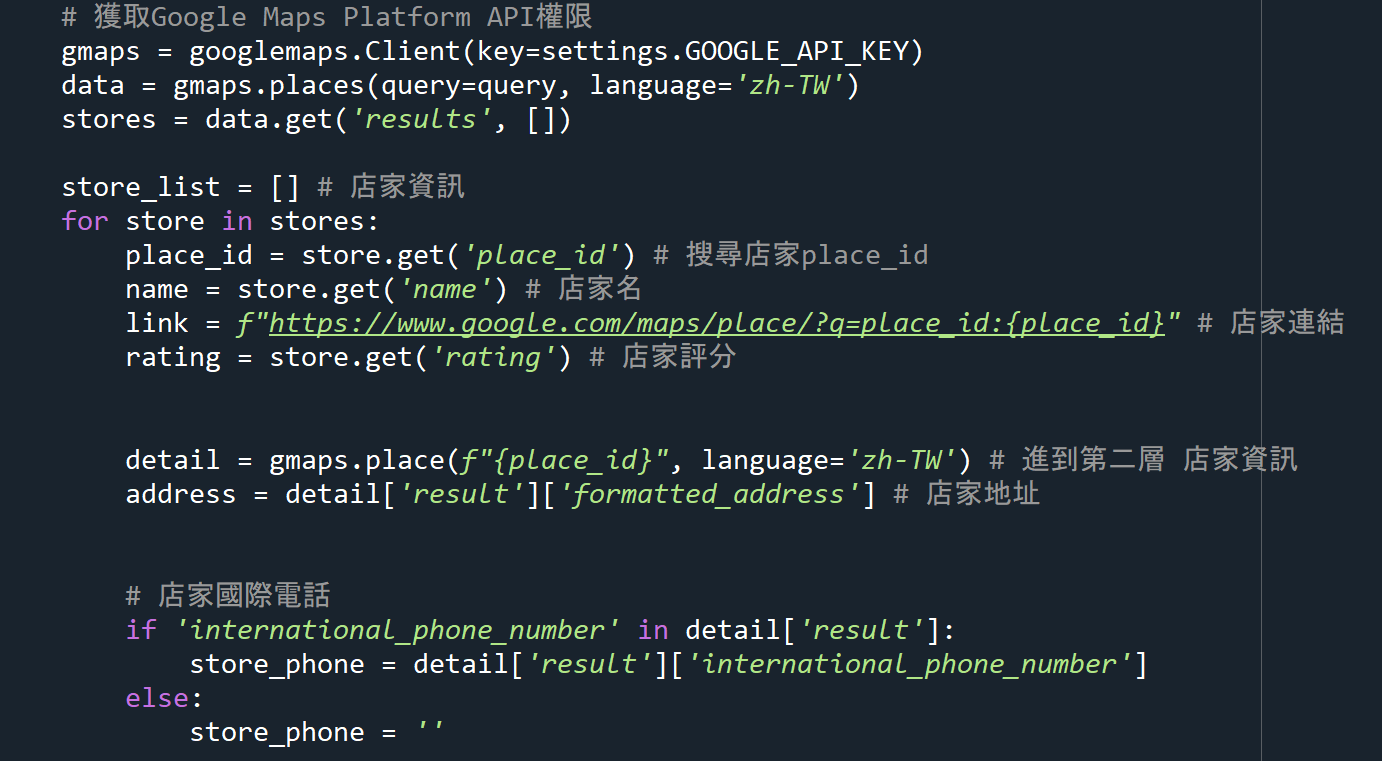 # 獲取Google Maps Platform API權限
gmaps = googlemaps.Client(key=settings.GOOGLE_API_KEY)
data = gmaps.places(query=query, language='zh-TW')
stores = data.get('results', [])
store_list = [] # 店家資訊
for store in stores:
    place_id = store.get('place_id') # 搜尋店家place_id
    name = store.get('name') # 店家名
    link = f"https://www.google.com/maps/place/?q=place_id:{place_id}" # 店家連結
    rating = store.get('rating') # 店家評分
    detail = gmaps.place(f"{place_id}", language='zh-TW') # 進到第二層 店家資訊
    address = detail['result']['formatted_address'] # 店家地址
    # 店家國際電話
    if 'international_phone_number' in detail['result']:
        store_phone = detail['result']['international_phone_number']
    else:
        store_phone = ''